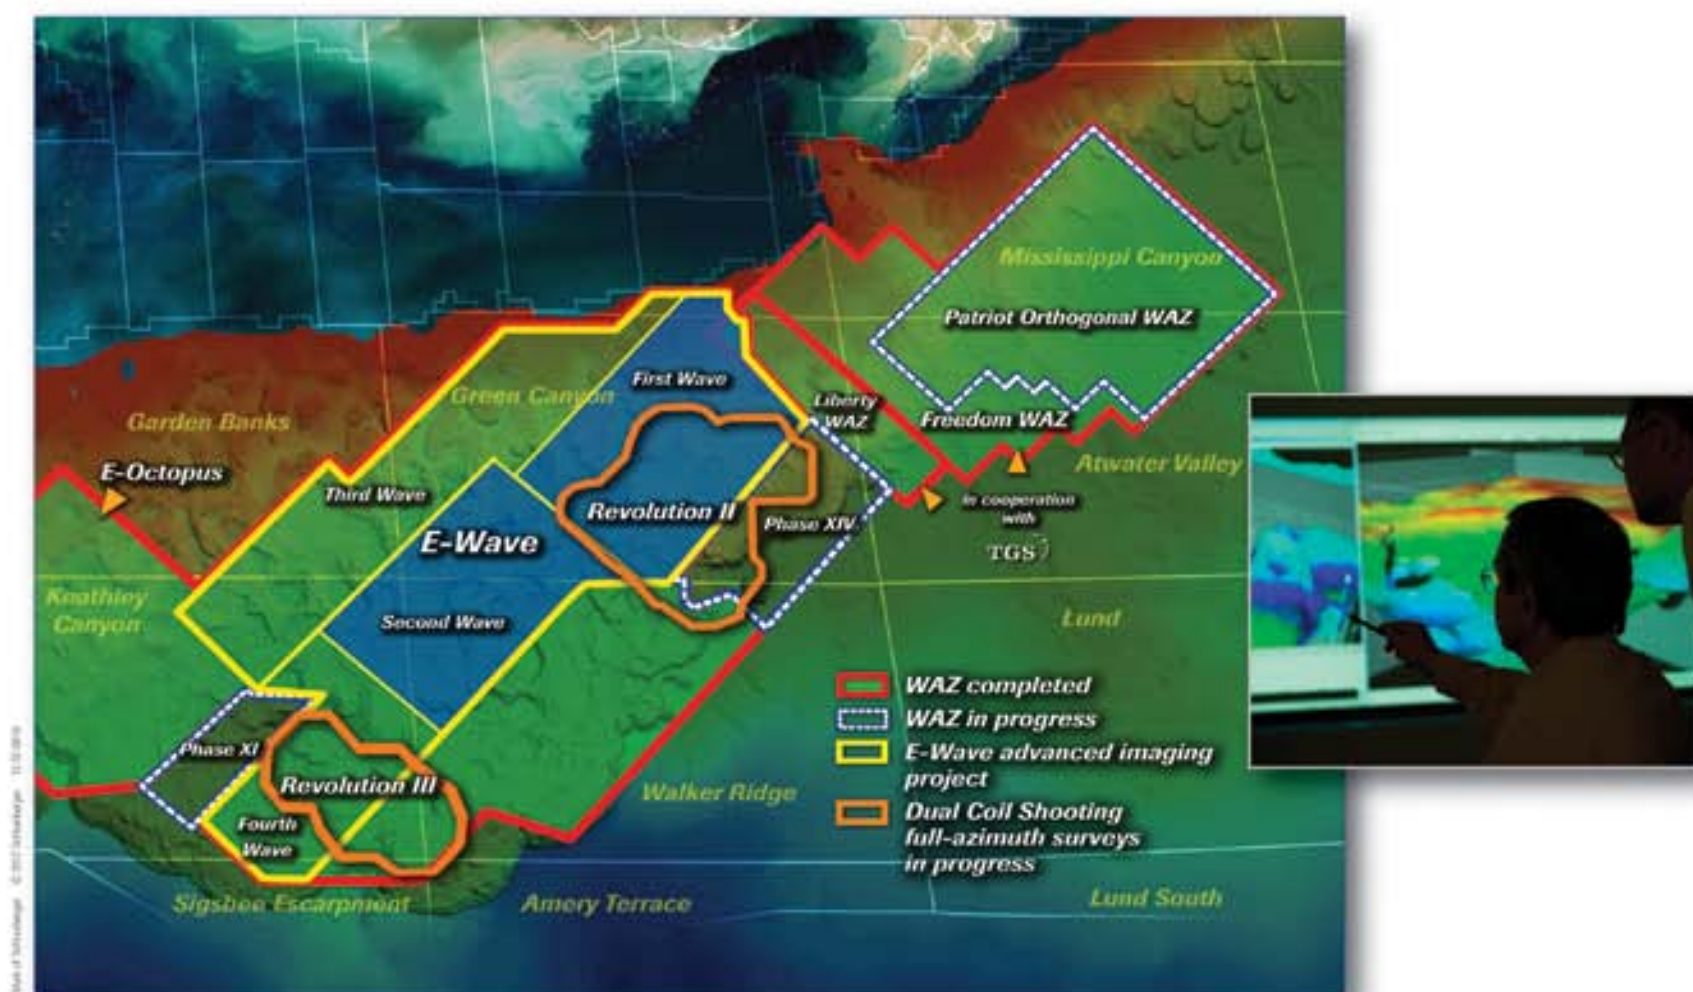 Mississippi Canyon
Patriot Orthogonal WAZ
First Wave
Green Canyon
Liberty
WAZ
Freedom WAZ
Garden Banks
E-Octopus
Third Wave
Atwater Valley
In cooperation
with
TGS
Revolution II
Phase XIV
E-Wave
Keathley
Canyon
Second Wave
Lund
Phase XI
Revolution III
Walker Ridge
Fourth
Wave
Sigsbee Escarpment
Amery Terrace
Lund South
WAZ completed
WAZ in progress
E-Wave advanced imaging
project
Dual Coil Shooting
full-azimuth surveys
in progress